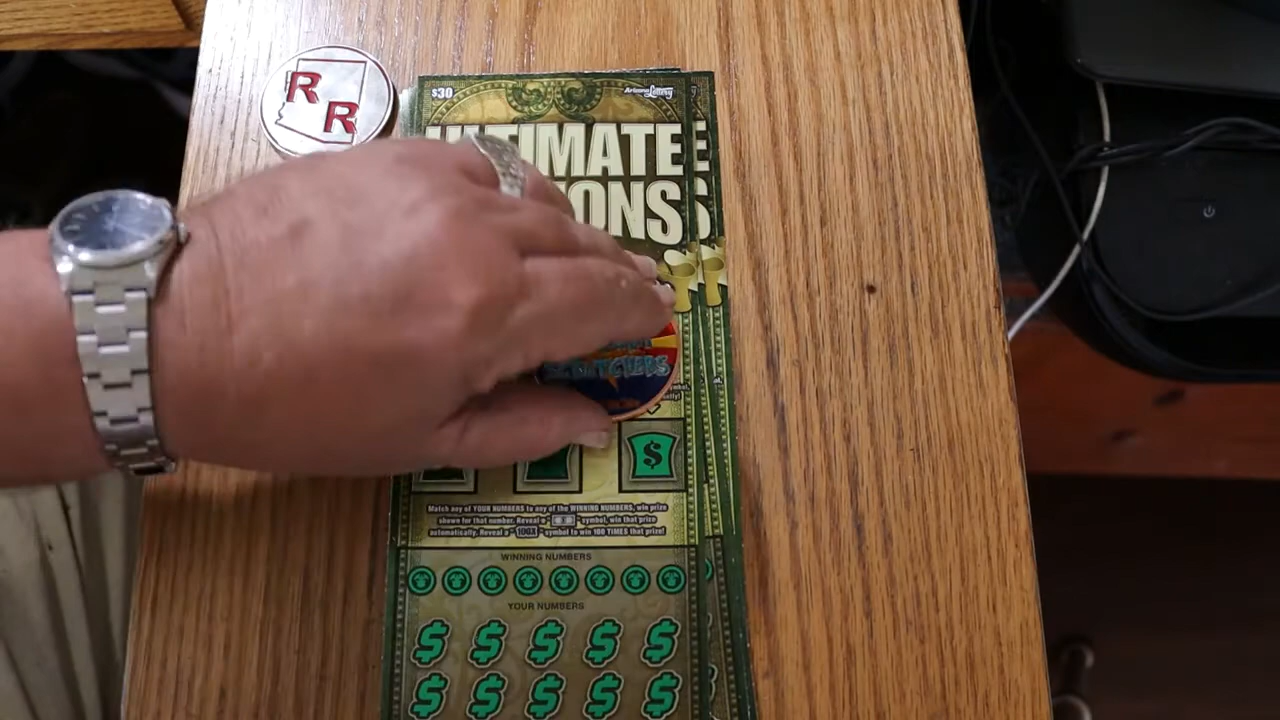 R
R
$30
Arizona Lottery
ULTIMATE
IONS
SCRATCHERS
Match any of YOUR NUMBERS to any of the WINNING NUMBERS, win prize
shown for that number. Reveal a " " symbol, win that prize
automatically. Reveal a "100X" symbol to win 100 TIMES that prize!
WINNING NUMBERS
YOUR NUMBERS